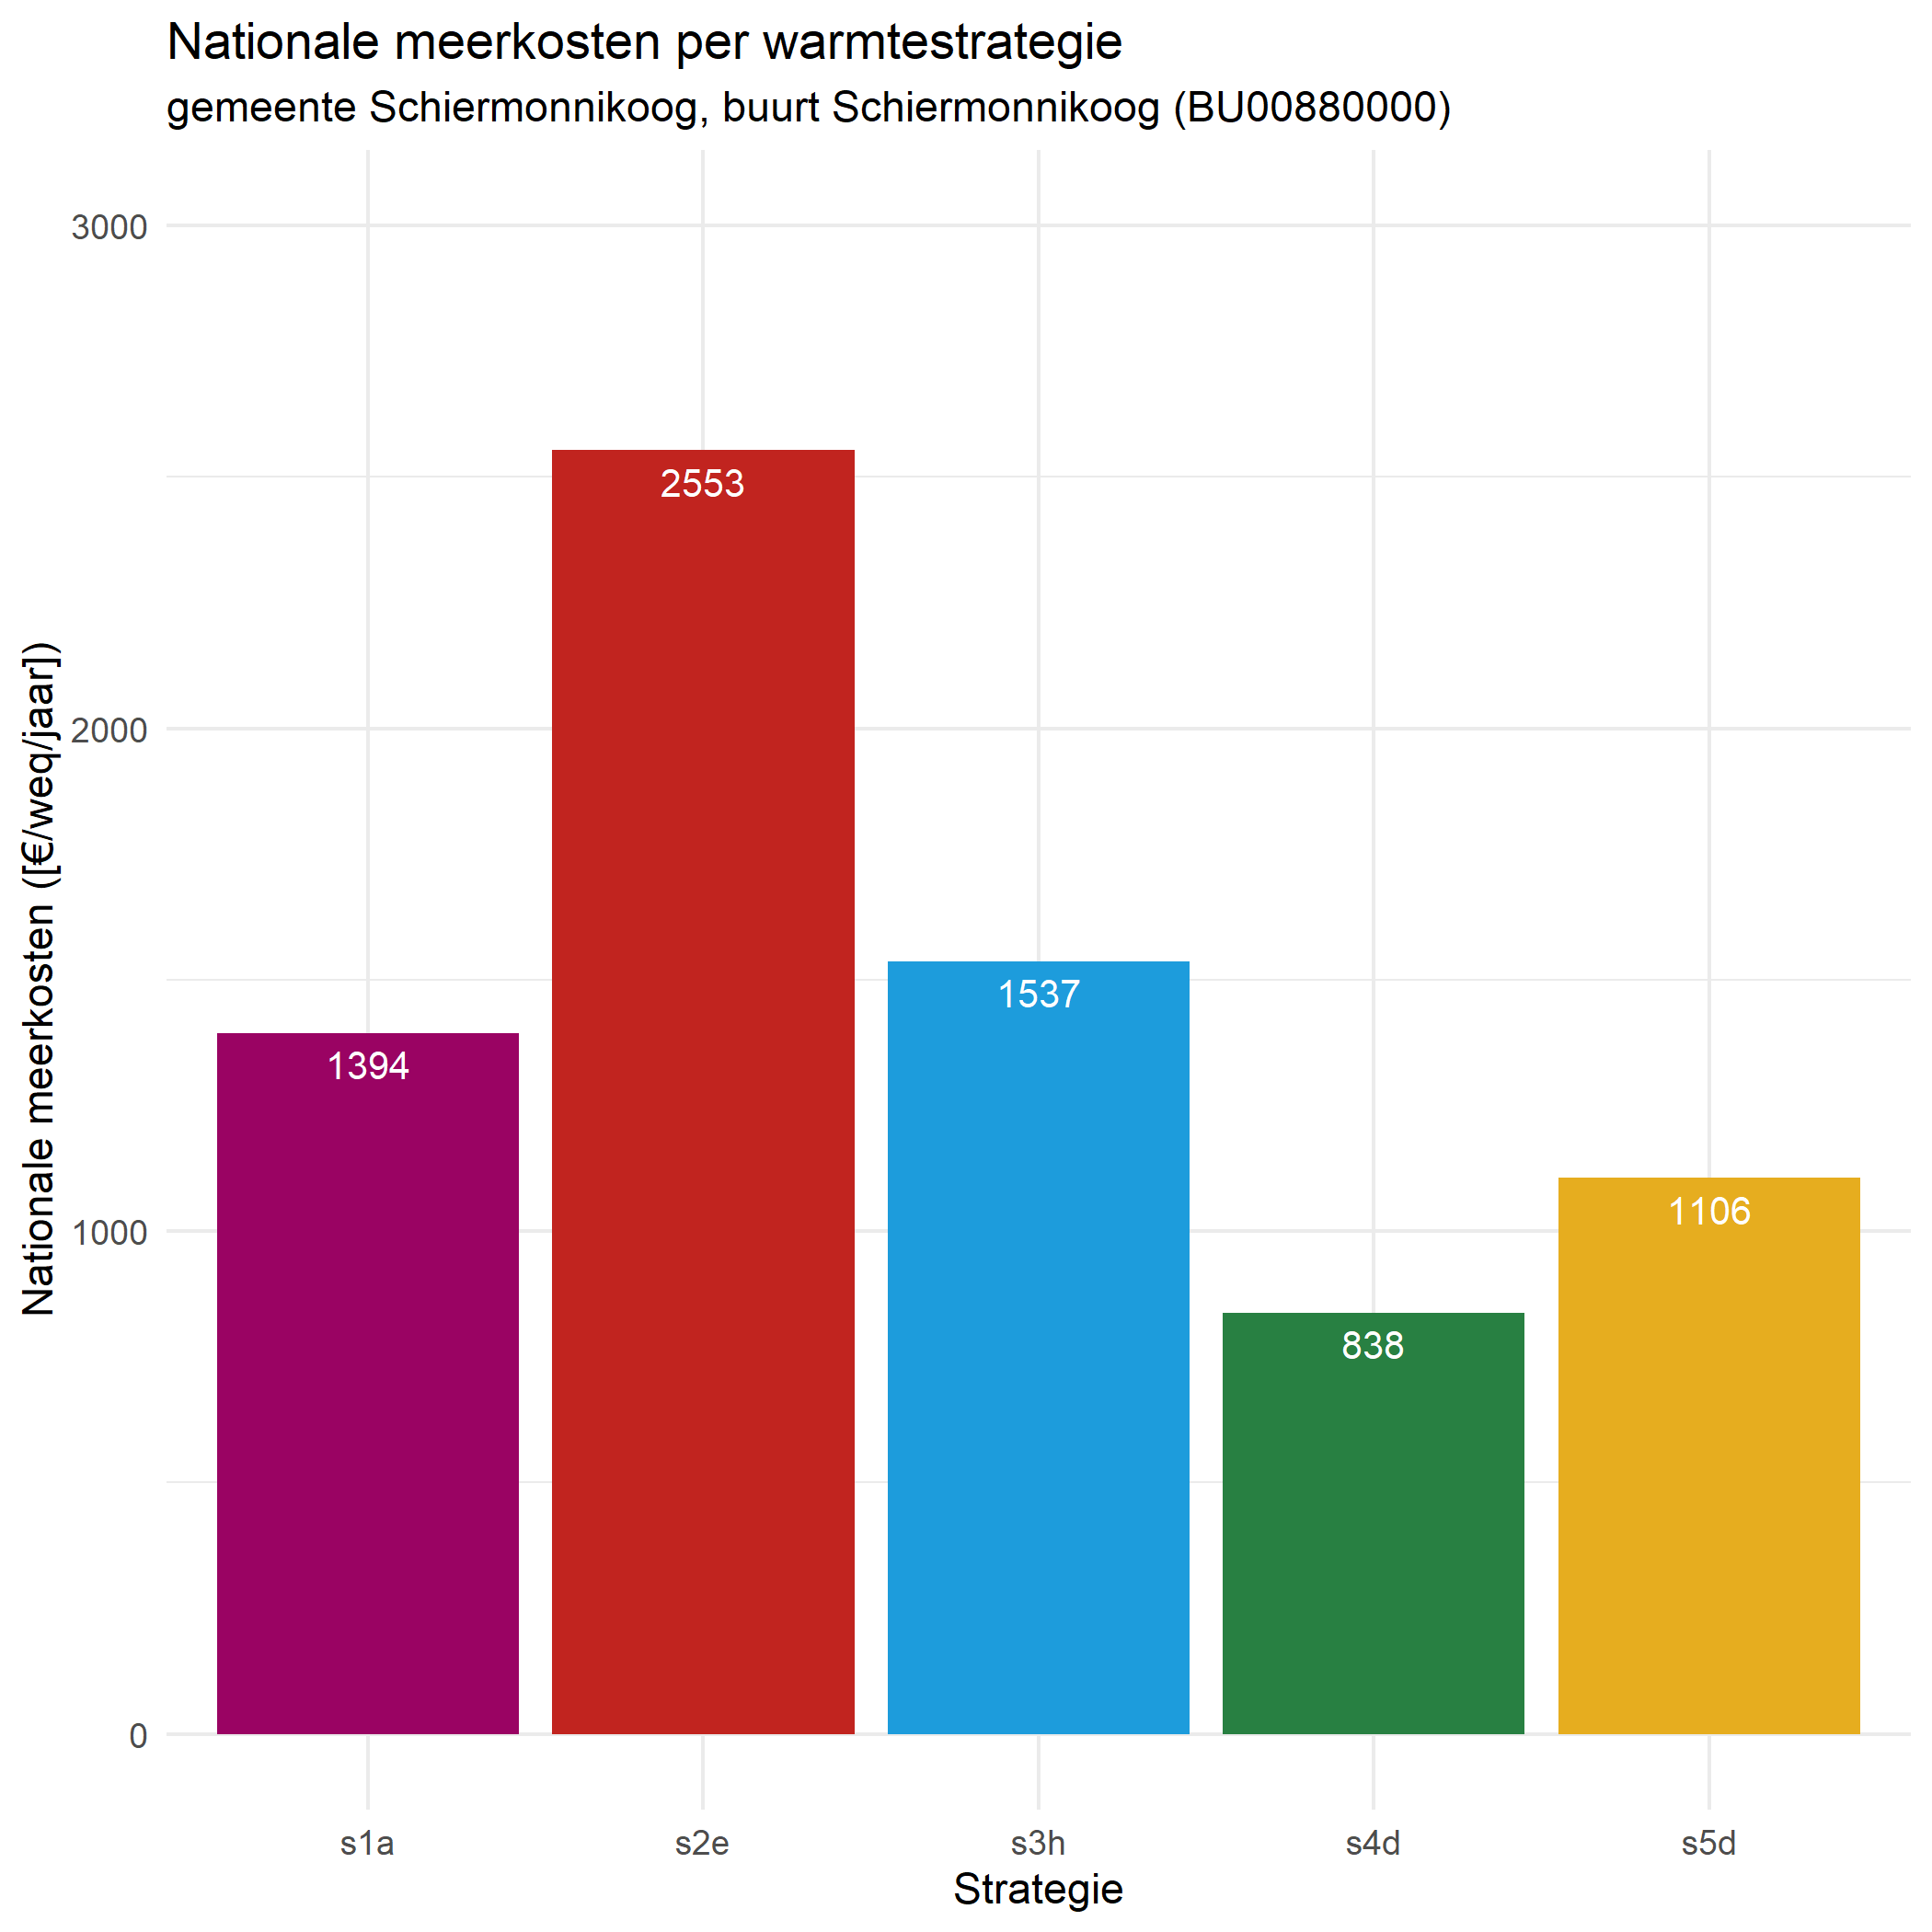 Nationale meerkosten per warmtestrategie
gemeente Schiermonnikoog, buurt Schiermonnikoog (BU00880000)
Nationale meerkosten ([€/weq/jaar])
3000
2000
1000
0
1394
2553
1537
838
1106
s1a
s2e
s3h
s4d
s5d
Strategie